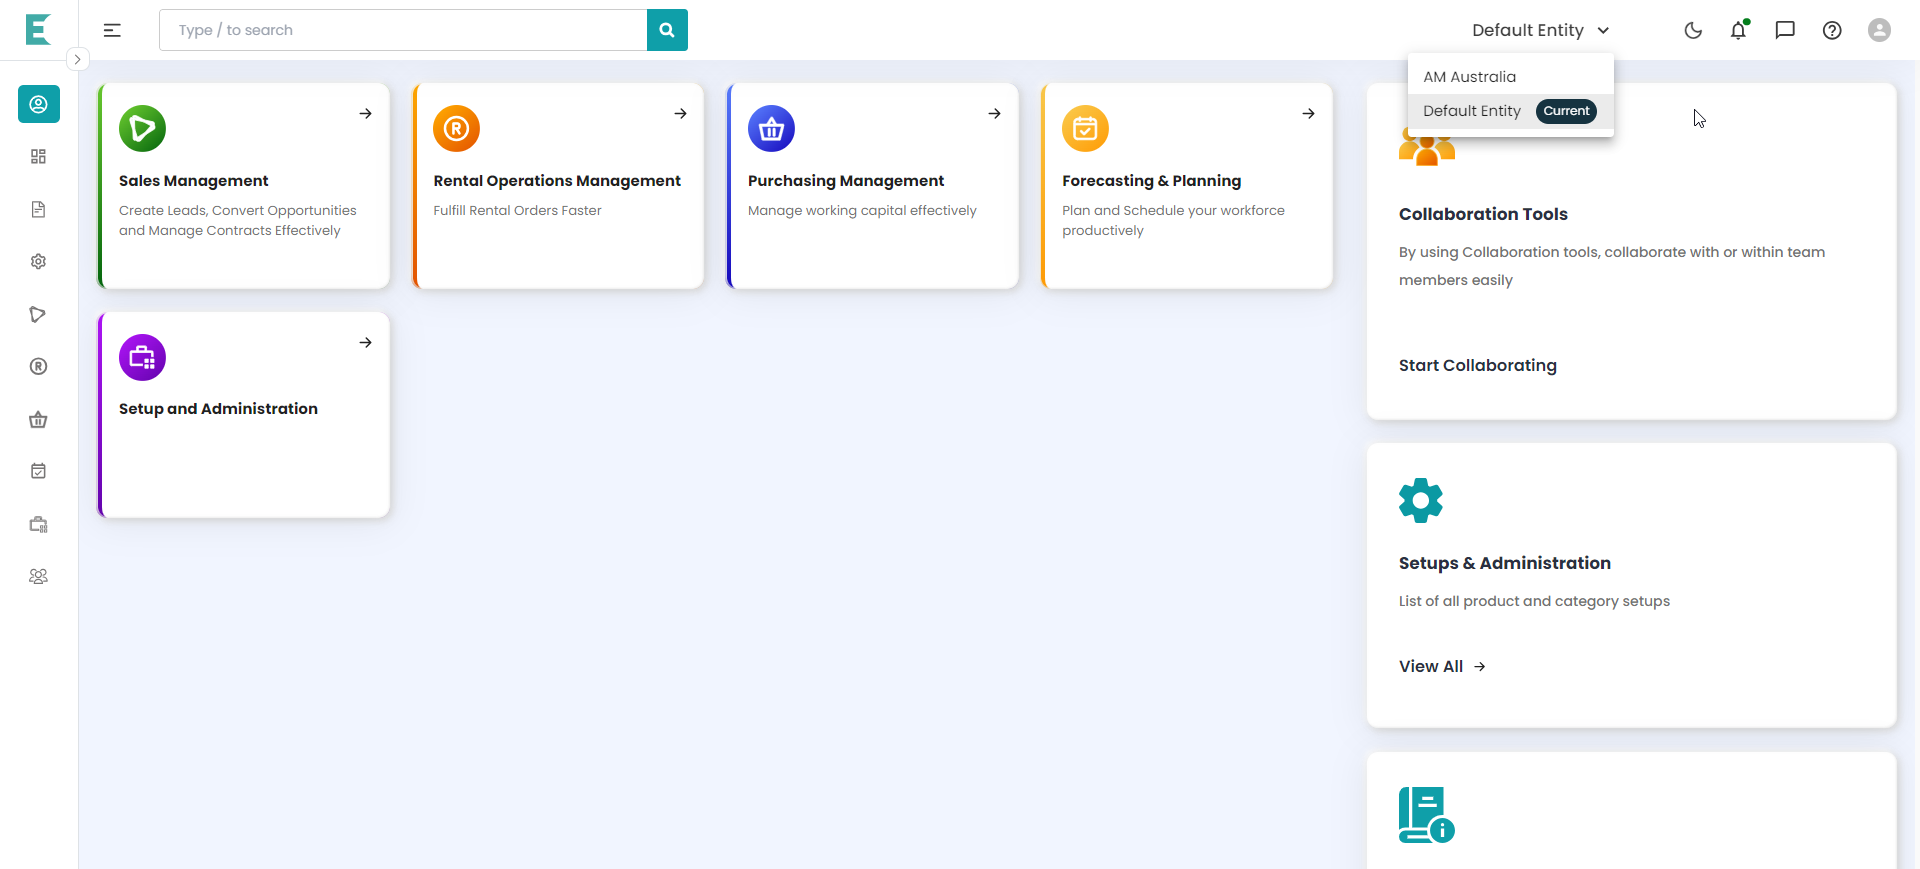 Type / to search
Default Entity
AM Australia
Default Entity Current
Sales Management
Create Leads, Convert Opportunities
and Manage Contracts Effectively
Rental Operations Management
Fulfill Rental Orders Faster
Purchasing Management
Manage working capital effectively
Forecasting & Planning
Plan and Schedule your workforce
productively
Setup and Administration
Collaboration Tools
By using Collaboration tools, collaborate with or within team
members easily
Start Collaborating
Setups & Administration
List of all product and category setups
View All